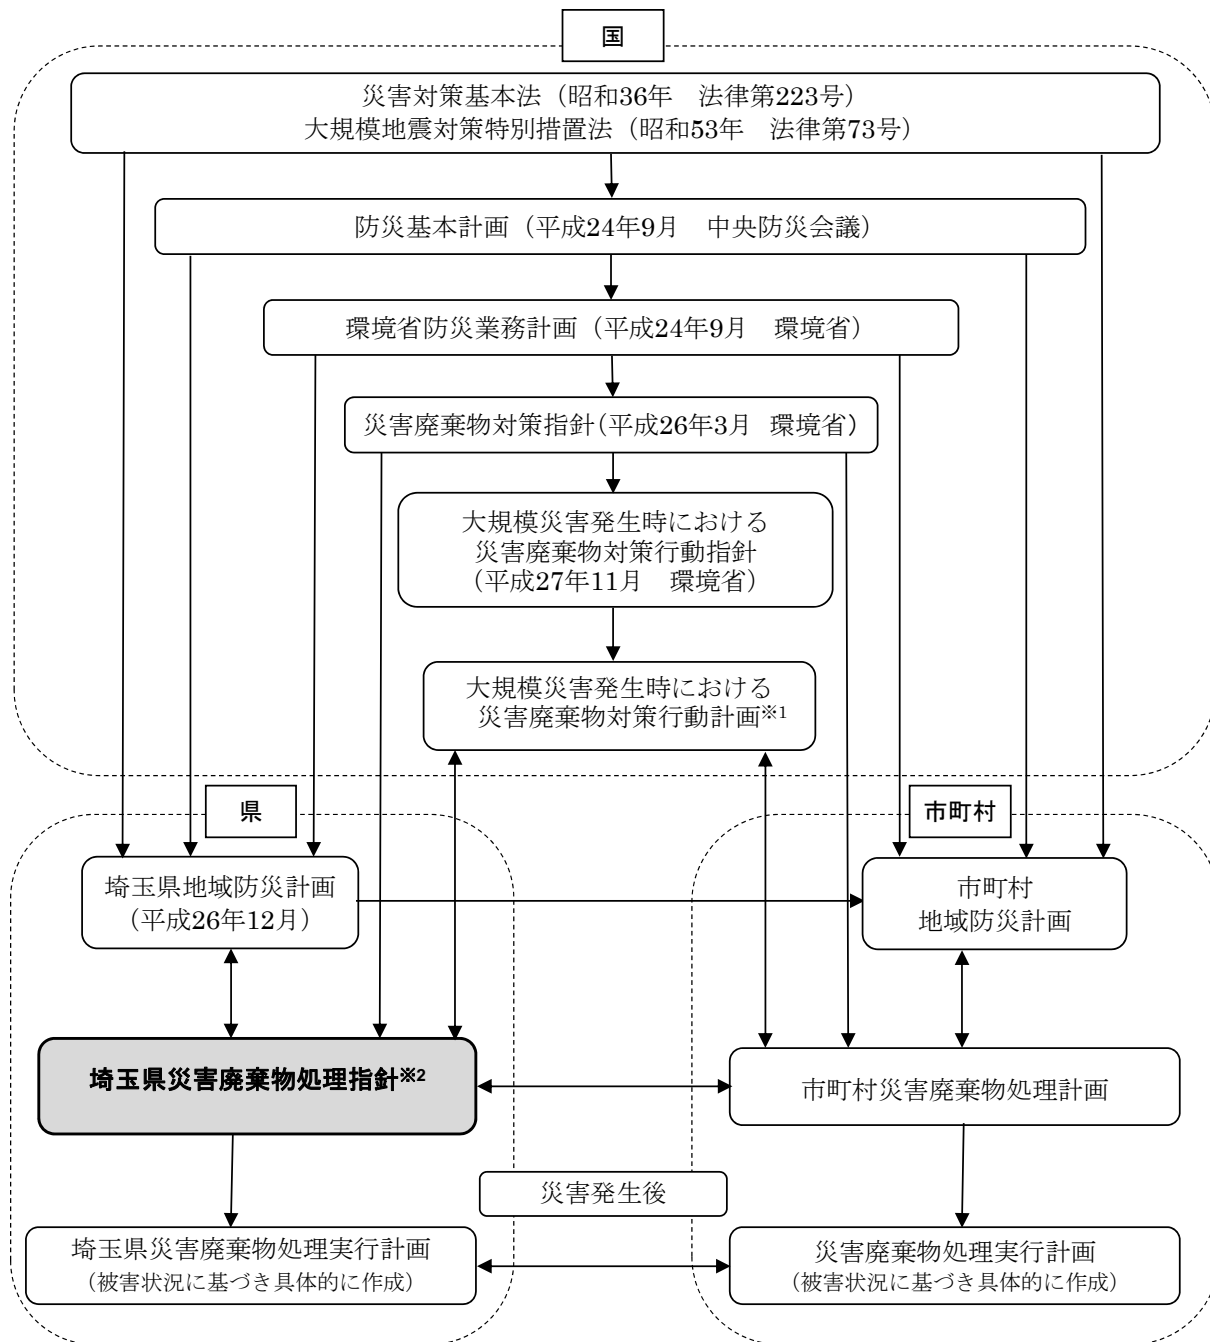 国
災害対策基本法（昭和36年　法律第223号）
大規模地震対策特別措置法（昭和53年　法律第73号）
防災基本計画（平成24年9月　中央防災会議）
環境省防災業務計画（平成24年9月　環境省）
災害廃棄物対策指針(平成26年3月　環境省）
大規模災害発生時における
災害廃棄物対策行動指針
（平成27年11月　環境省）
大規模災害発生時における
災害廃棄物対策行動計画※1
県
市町村
埼玉県地域防災計画
（平成26年12月）
市町村
地域防災計画
埼玉県災害廃棄物処理指針※2
市町村災害廃棄物処理計画
災害発生後
埼玉県災害廃棄物処理実行計画
（被害状況に基づき具体的に作成）
災害廃棄物処理実行計画
（被害状況に基づき具体的に作成）